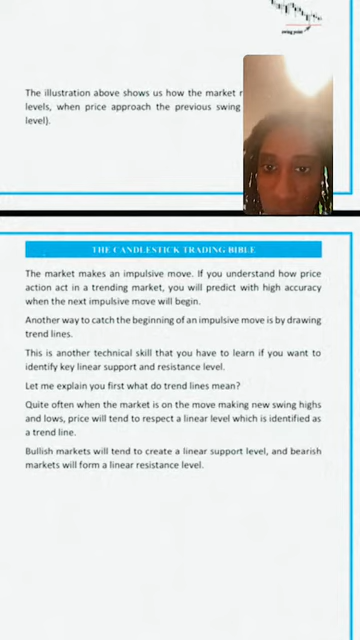 swing point
The illustration above shows us how the market r
levels, when price approach the previous swing
level).
THE CANDLESTICK TRADING BIBLE
The market makes an impulsive move. If you understand how price
action act in a trending market, you will predict with high accuracy
when the next impulsive move will begin.
Another way to catch the beginning of an impulsive move is by drawing
trend lines.
This is another technical skill that you have to learn if you want to
identify key linear support and resistance level.
Let me explain you first what do trend lines mean?
Quite often when the market is on the move making new swing highs
and lows, price will tend to respect a linear level which is identified as
a trend line.
Bullish markets will tend to create a linear support level, and bearish
markets will form a linear resistance level.